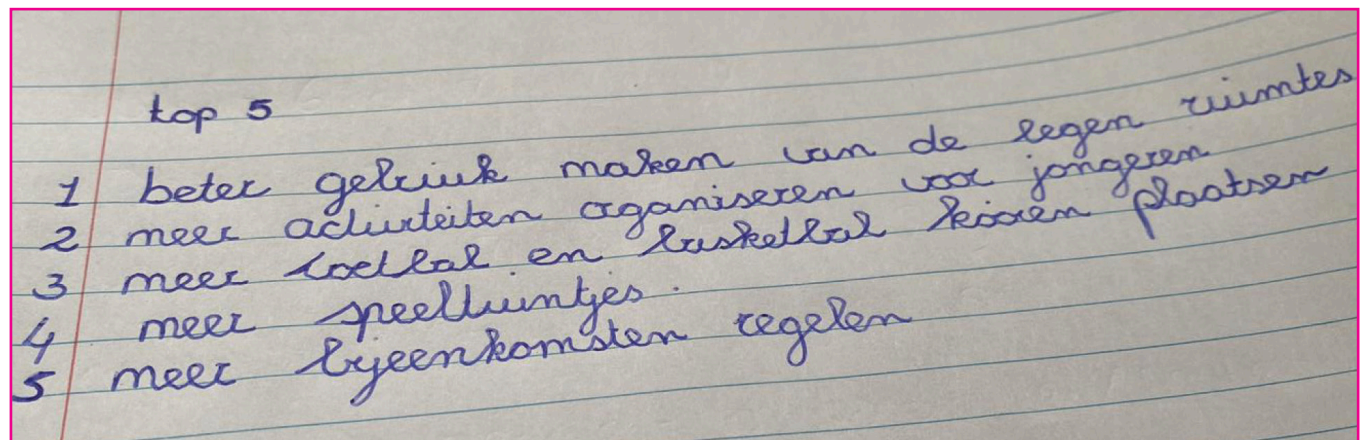 top 5
1 beter gebruik maken van de legen ruimtes
2 meer activiteiten organiseren voor jongeren
3 meer voetbal en basketbal kooien plaatsen
4 meer speeltuintjes.
5 meer bijeenkomsten regelen